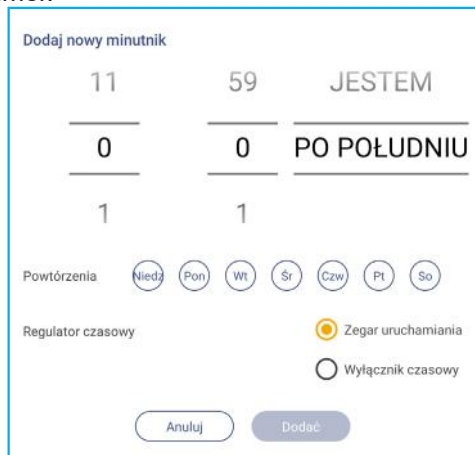 Dodaj nowy minutnik
11 59 JESTEM
0 0 PO POŁUDNIU
1 1
Powtórzenia Niedz Pon Wt Śr Czw Pt So
Regulator czasowy Zegar uruchamiania
Wyłącznik czasowy
Anuluj Dodać